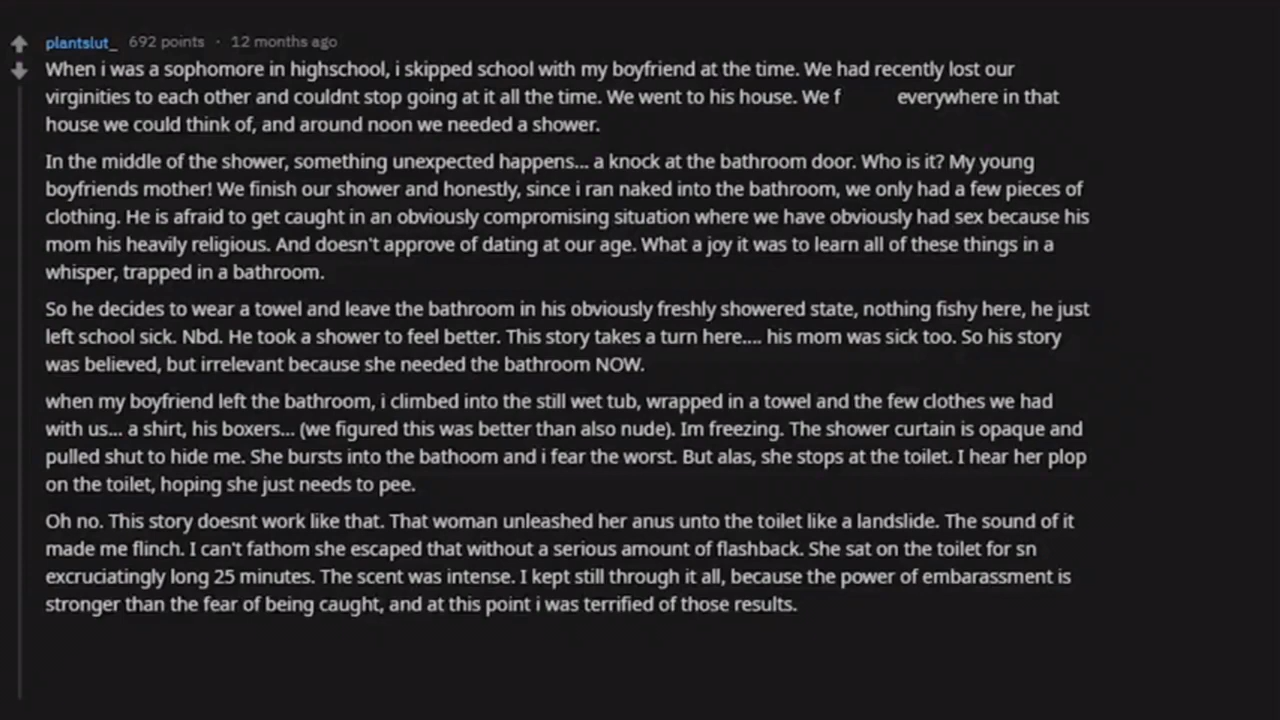 plantslut_ 692 points · 12 months ago
When i was a sophomore in highschool, i skipped school with my boyfriend at the time. We had recently lost our
virginities to each other and couldnt stop going at it all the time. We went to his house. We f everywhere in that
house we could think of, and around noon we needed a shower.
In the middle of the shower, something unexpected happens... a knock at the bathroom door. Who is it? My young
boyfriends mother! We finish our shower and honestly, since i ran naked into the bathroom, we only had a few pieces of
clothing. He is afraid to get caught in an obviously compromising situation where we have obviously had sex because his
mom his heavily religious. And doesn't approve of dating at our age. What a joy it was to learn all of these things in a
whisper, trapped in a bathroom.
So he decides to wear a towel and leave the bathroom in his obviously freshly showered state, nothing fishy here, he just
left school sick. Nbd. He took a shower to feel better. This story takes a turn here.... his mom was sick too. So his story
was believed, but irrelevant because she needed the bathroom NOW.
when my boyfriend left the bathroom, i climbed into the still wet tub, wrapped in a towel and the few clothes we had
with us... a shirt, his boxers... (we figured this was better than also nude). Im freezing. The shower curtain is opaque and
pulled shut to hide me. She bursts into the bathoom and i fear the worst. But alas, she stops at the toilet. I hear her plop
on the toilet, hoping she just needs to pee.
Oh no. This story doesnt work like that. That woman unleashed her anus unto the toilet like a landslide. The sound of it
made me flinch. I can't fathom she escaped that without a serious amount of flashback. She sat on the toilet for sn
excruciatingly long 25 minutes. The scent was intense. I kept still through it all, because the power of embarassment is
stronger than the fear of being caught, and at this point i was terrified of those results.